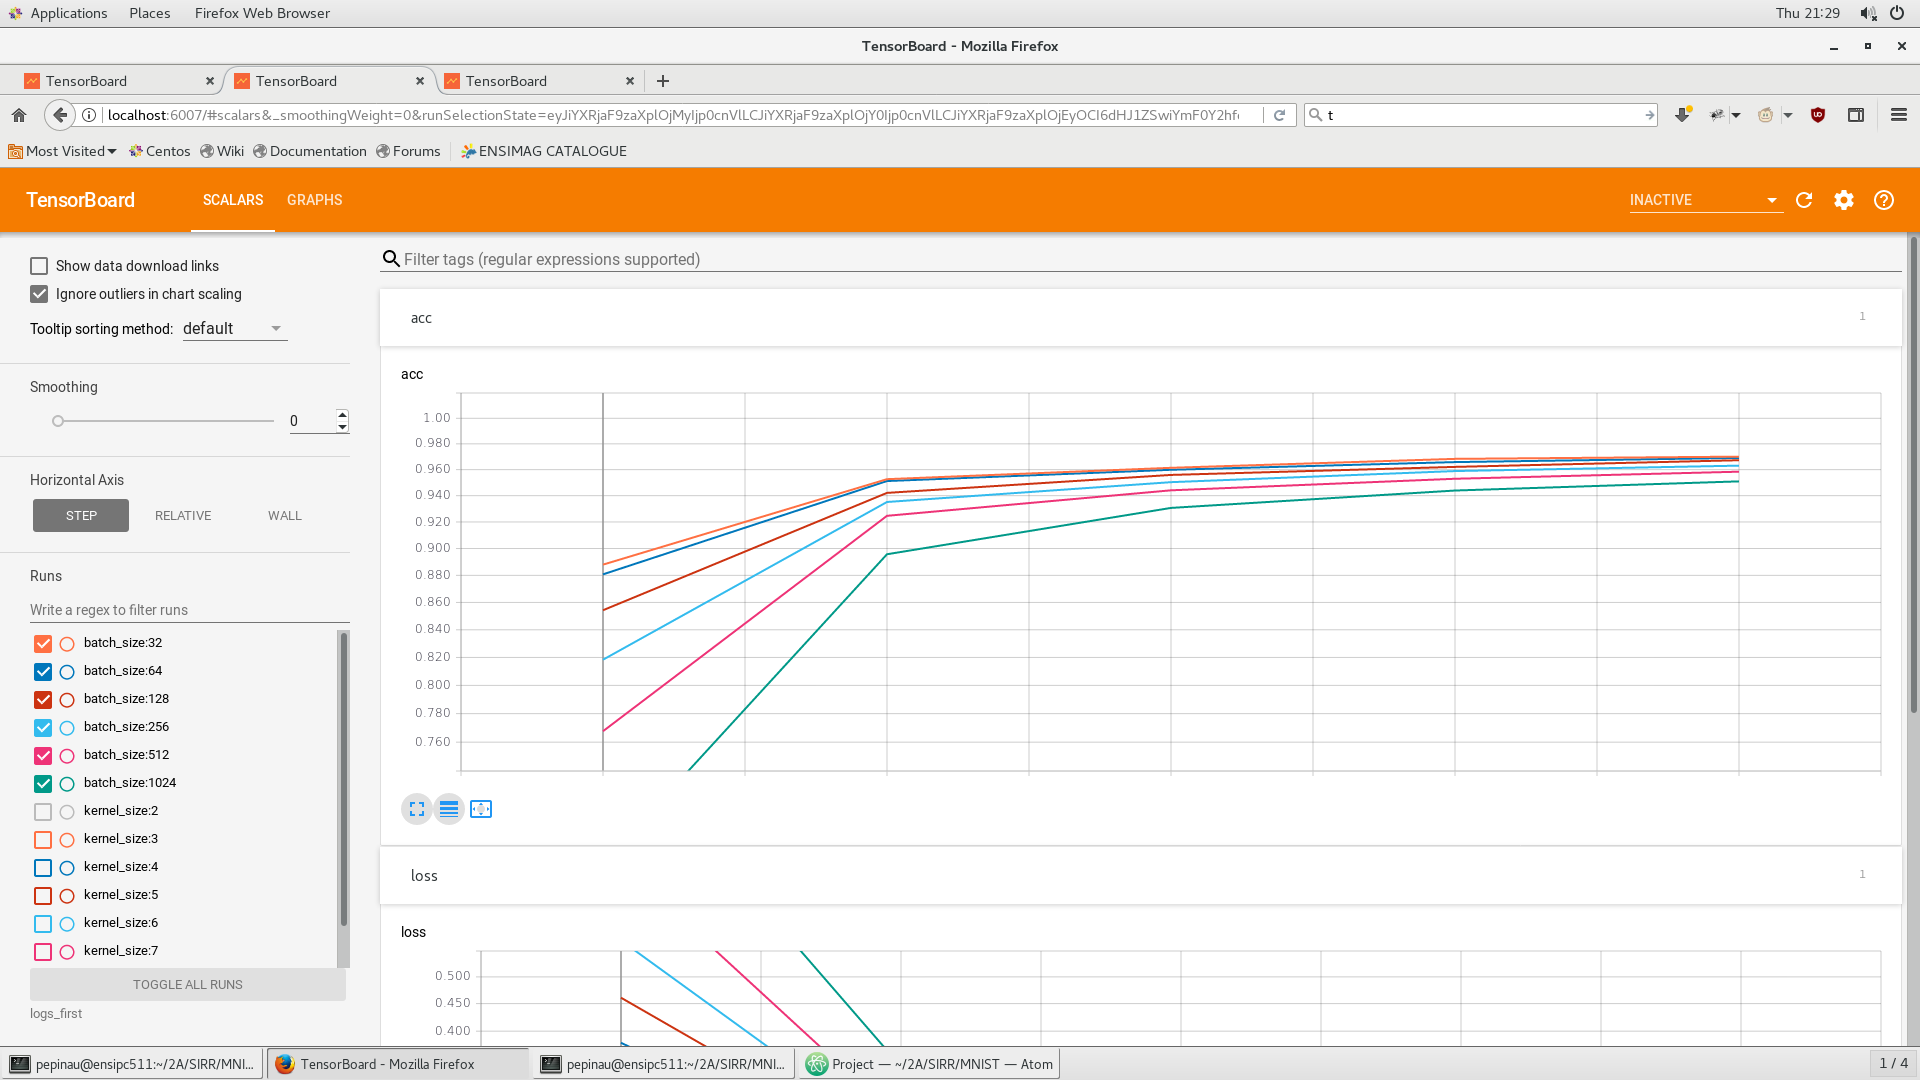 Applications Places Firefox Web Browser Thu 21:29
TensorBoard - Mozilla Firefox
TensorBoard TensorBoard TensorBoard
localhost:6007/#scalars&_smoothingWeight=0&runSelectionState=eyJiYXRjaF9zaXplOjMyIjp0cnVlLCJiYXRjaF9zaXplOjY0Ijp0cnVlLCJiYXRjaF9zaXplOjEyOCI6dHJ1ZSwiYmF0Y2hf t
Most Visited Centos Wiki Documentation Forums ENSIMAG CATALOGUE
TensorBoard SCALARS GRAPHS INACTIVE
Show data download links
Ignore outliers in chart scaling
Tooltip sorting method: default
Smoothing
0
Horizontal Axis
STEP RELATIVE WALL
Runs
Write a regex to filter runs
batch_size:32
batch_size:64
batch_size:128
batch_size:256
batch_size:512
batch_size:1024
kernel_size:2
kernel_size:3
kernel_size:4
kernel_size:5
kernel_size:6
kernel_size:7
TOGGLE ALL RUNS
logs_first
Filter tags (regular expressions supported)
acc 1
acc
1.00
0.980
0.960
0.940
0.920
0.900
0.880
0.860
0.840
0.820
0.800
0.780
0.760
loss 1
loss
0.500
0.450
0.400
pepinau@ensipc511:~/2A/SIRR/MNI... TensorBoard - Mozilla Firefox pepinau@ensipc511:~/2A/SIRR/MNI... Project — ~/2A/SIRR/MNIST — Atom 1 / 4